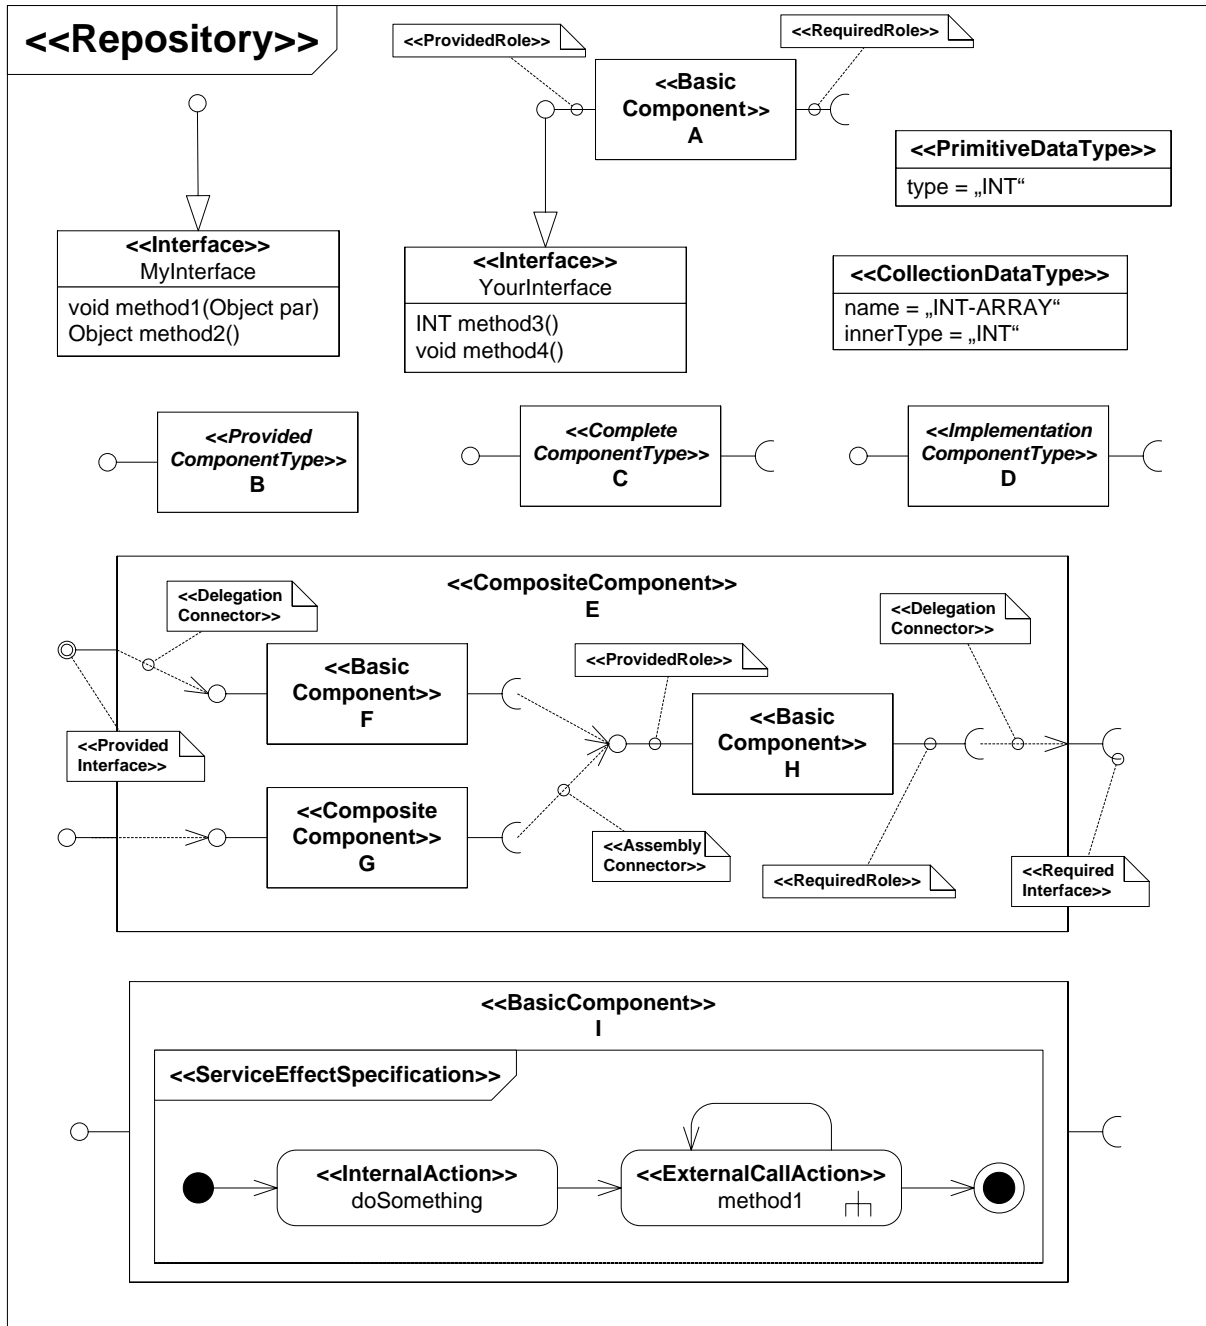 <<Repository>>
<<ProvidedRole>>
<<RequiredRole>>
<<Basic
Component>>
A
<<PrimitiveDataType>>
type = „INT“
<<Interface>>
MyInterface
void method1(Object par)
Object method2()
<<Interface>>
YourInterface
INT method3()
void method4()
<<CollectionDataType>>
name = „INT-ARRAY“
innerType = „INT“
<<Provided
ComponentType>>
B
<<Complete
ComponentType>>
C
<<Implementation
ComponentType>>
D
<<CompositeComponent>>
E
<<Delegation
Connector>>
<<Delegation
Connector>>
<<Basic
Component>>
F
<<ProvidedRole>>
<<Basic
Component>>
H
<<Provided
Interface>>
<<Composite
Component>>
G
<<Assembly
Connector>>
<<RequiredRole>>
<<Required
Interface>>
<<BasicComponent>>
I
<<ServiceEffectSpecification>>
<<InternalAction>>
doSomething
<<ExternalCallAction>>
method1